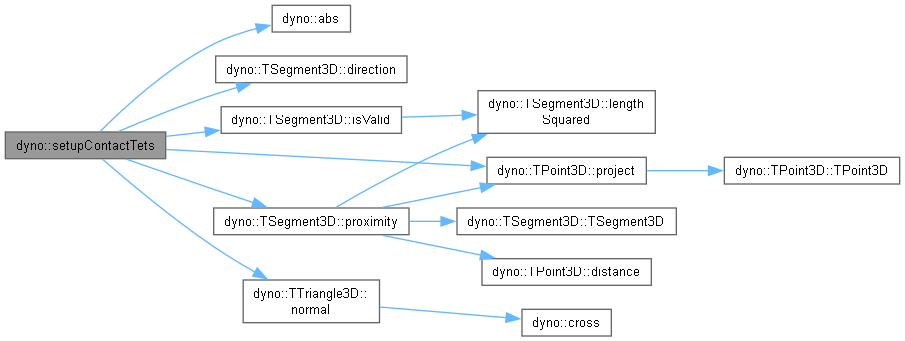 dyno::abs
dyno::TSegment3D::direction
dyno::TSegment3D::length
Squared
dyno::TSegment3D::isValid
dyno::setupContactTets
dyno::TPoint3D::project
dyno::TPoint3D::TPoint3D
dyno::TSegment3D::proximity
dyno::TSegment3D::TSegment3D
dyno::TPoint3D::distance
dyno::TTriangle3D::
normal
dyno::cross